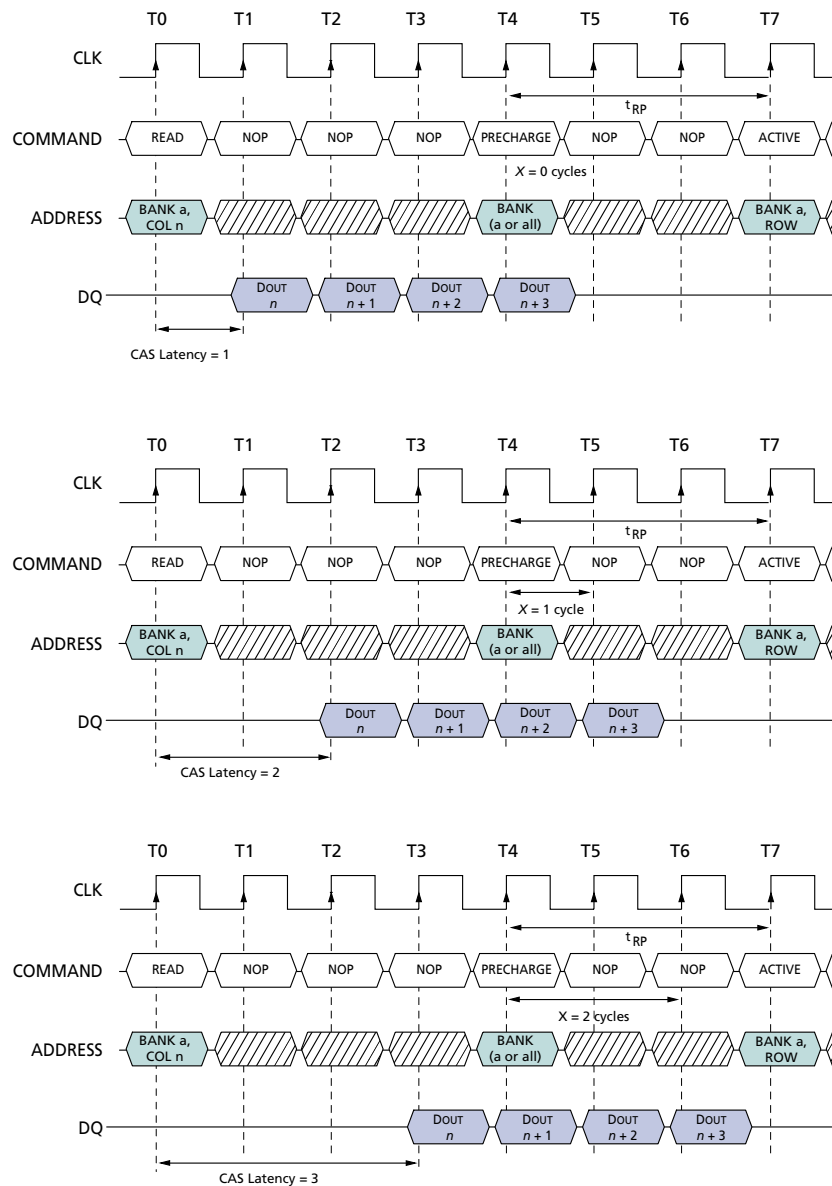 T0 T1 T2 T3 T4 T5 T6 T7
CLK
tRP
COMMAND READ NOP NOP NOP PRECHARGE NOP NOP ACTIVE
X = 0 cycles
ADDRESS BANK a, COL n BANK (a or all) BANK a, ROW
DQ DOUT n DOUT n + 1 DOUT n + 2 DOUT n + 3
CAS Latency = 1
T0 T1 T2 T3 T4 T5 T6 T7
CLK
tRP
COMMAND READ NOP NOP NOP PRECHARGE NOP NOP ACTIVE
X = 1 cycle
ADDRESS BANK a, COL n BANK (a or all) BANK a, ROW
DQ DOUT n DOUT n + 1 DOUT n + 2 DOUT n + 3
CAS Latency = 2
T0 T1 T2 T3 T4 T5 T6 T7
CLK
tRP
COMMAND READ NOP NOP NOP PRECHARGE NOP NOP ACTIVE
X = 2 cycles
ADDRESS BANK a, COL n BANK (a or all) BANK a, ROW
DQ DOUT n DOUT n + 1 DOUT n + 2 DOUT n + 3
CAS Latency = 3